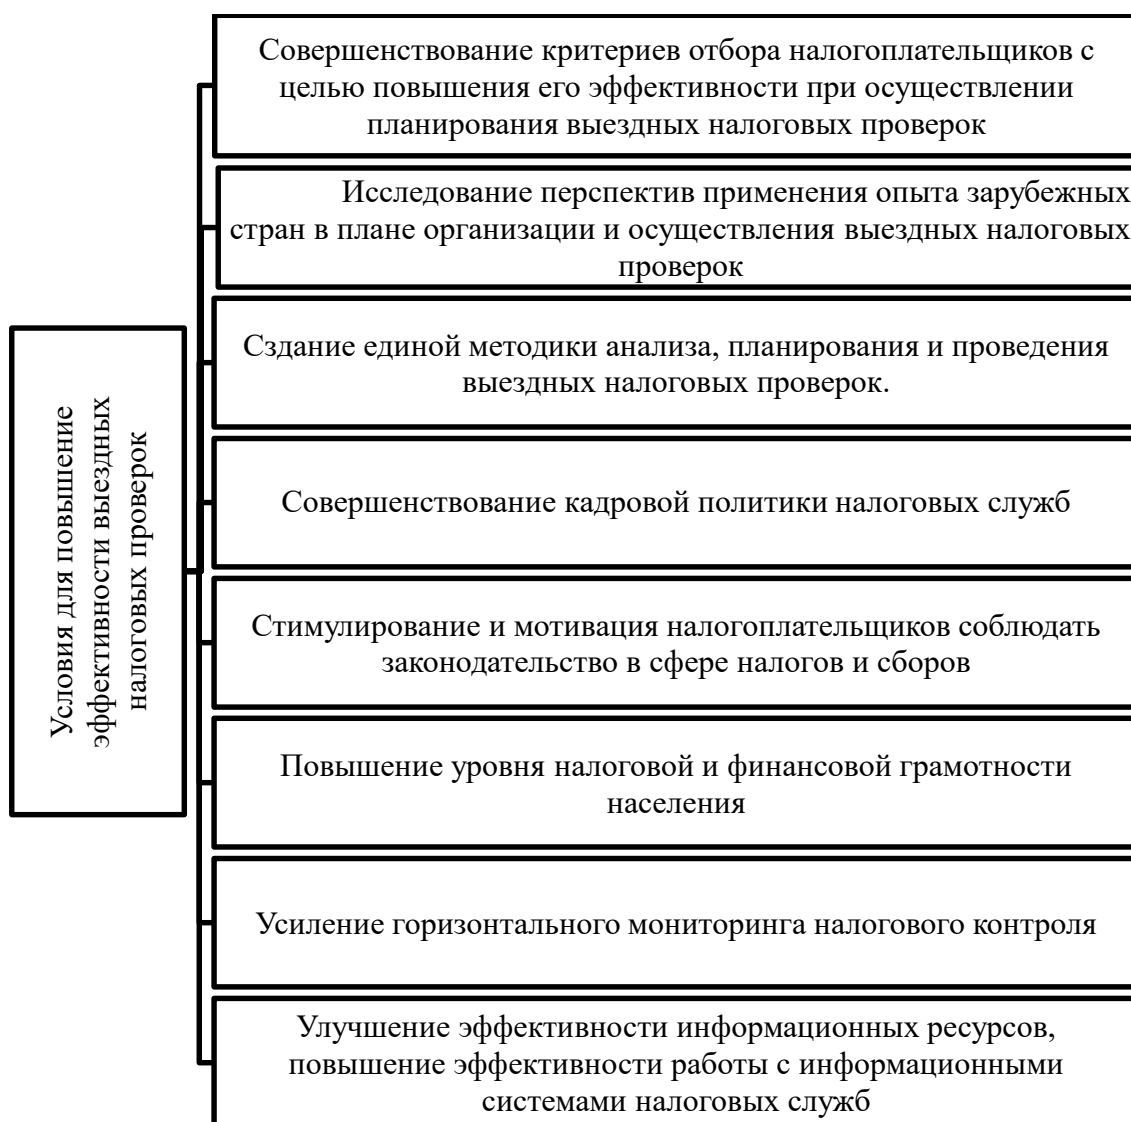 Условия для повышение
эффективности выездных
налоговых проверок
Совершенствование критериев отбора налогоплательщиков с
целью повышения его эффективности при осуществлении
планирования выездных налоговых проверок
Исследование перспектив применения опыта зарубежных
стран в плане организации и осуществления выездных налоговых
проверок
Сздание единой методики анализа, планирования и проведения
выездных налоговых проверок.
Совершенствование кадровой политики налоговых служб
Стимулирование и мотивация налогоплательщиков соблюдать
законодательство в сфере налогов и сборов
Повышение уровня налоговой и финансовой грамотности
населения
Усиление горизонтального мониторинга налогового контроля
Улучшение эффективности информационных ресурсов,
повышение эффективности работы с информационными
системами налоговых служб